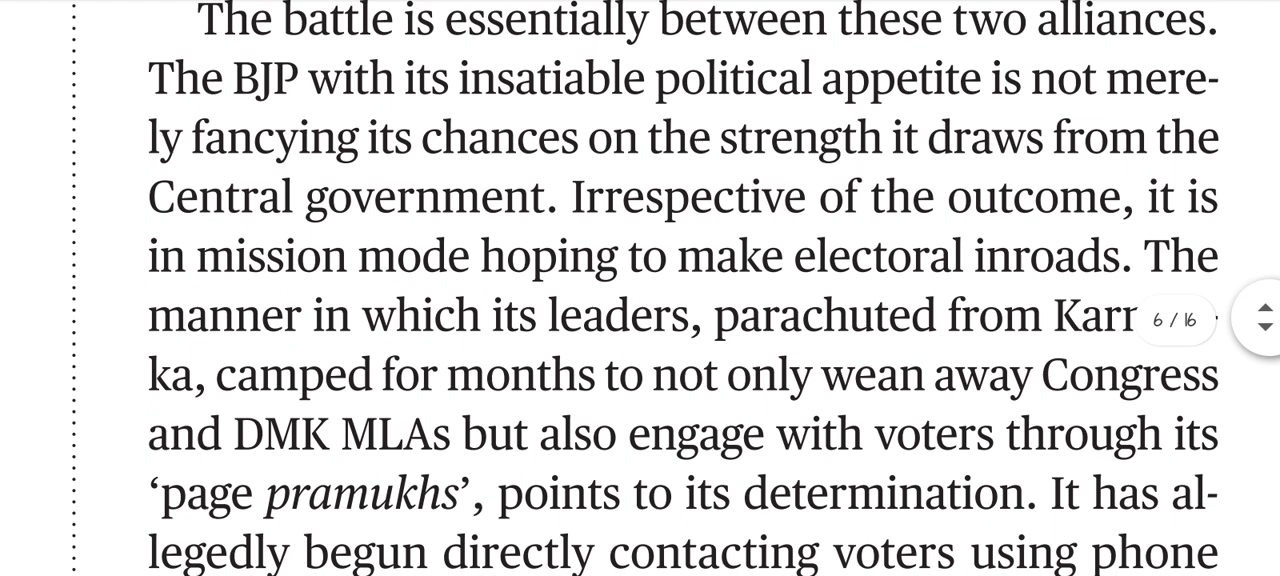 The battle is essentially between these two alliances.
The BJP with its insatiable political appetite is not mere-
ly fancying its chances on the strength it draws from the
Central government. Irrespective of the outcome, it is
in mission mode hoping to make electoral inroads. The
manner in which its leaders, parachuted from
6 / 16
ka, camped for months to not only wean away Congress
and DMK MLAs but also engage with voters through its
‘page pramukhs’, points to its determination. It has al-
legedly begun directly contacting voters using phone